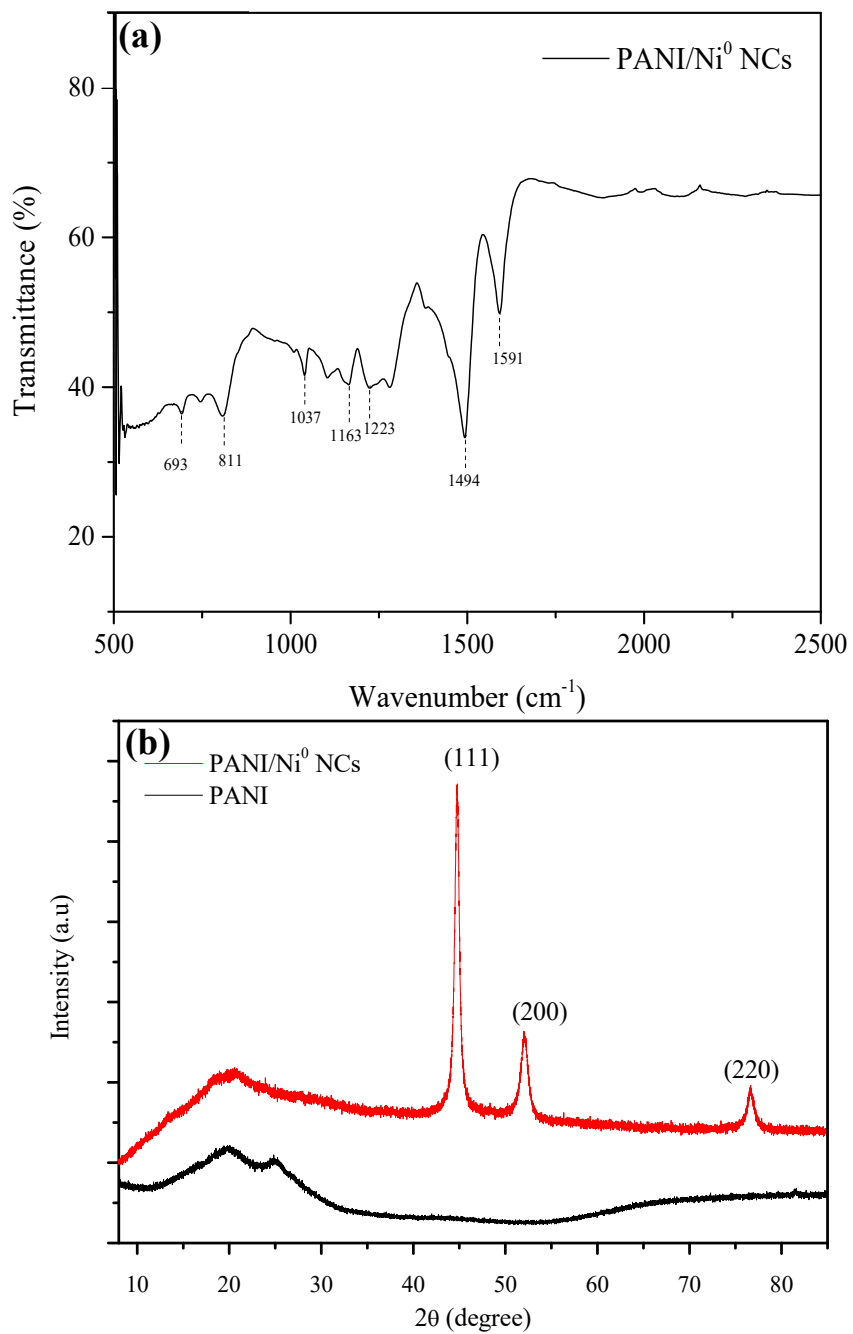 (a)
PANI/Ni⁰ NCs
80
60
40
20
Transmittance (%)
693
811
1037
1163
1223
1494
1591
500 1000 1500 2000 2500
Wavenumber (cm⁻¹)
(b)
PANI/Ni⁰ NCs
PANI
(111)
(200)
(220)
Intensity (a.u)
10 20 30 40 50 60 70 80
2θ (degree)